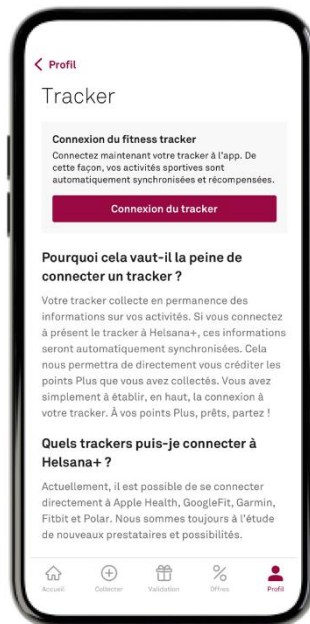 Profil
Tracker
Connexion du fitness tracker
Connectez maintenant votre tracker à l'app. De
cette façon, vos activités sportives sont
automatiquement synchronisées et récompensées.
Connexion du tracker
Pourquoi cela vaut-il la peine de
connecter un tracker ?
Votre tracker collecte en permanence des
informations sur vos activités. Si vous connectez
à présent le tracker à Helsana+, ces informations
seront automatiquement synchronisées. Cela
nous permettra de directement vous créditer les
points Plus que vous avez collectés. Vous avez
simplement à établir, en haut, la connexion à
votre tracker. À vos points Plus, prêts, partez !
Quels trackers puis-je connecter à
Helsana+ ?
Actuellement, il est possible de se connecter
directement à Apple Health, GoogleFit, Garmin,
Fitbit et Polar. Nous sommes toujours à l'étude
de nouveaux prestataires et possibilités.
Accueil Collecter Validation Offres Profil